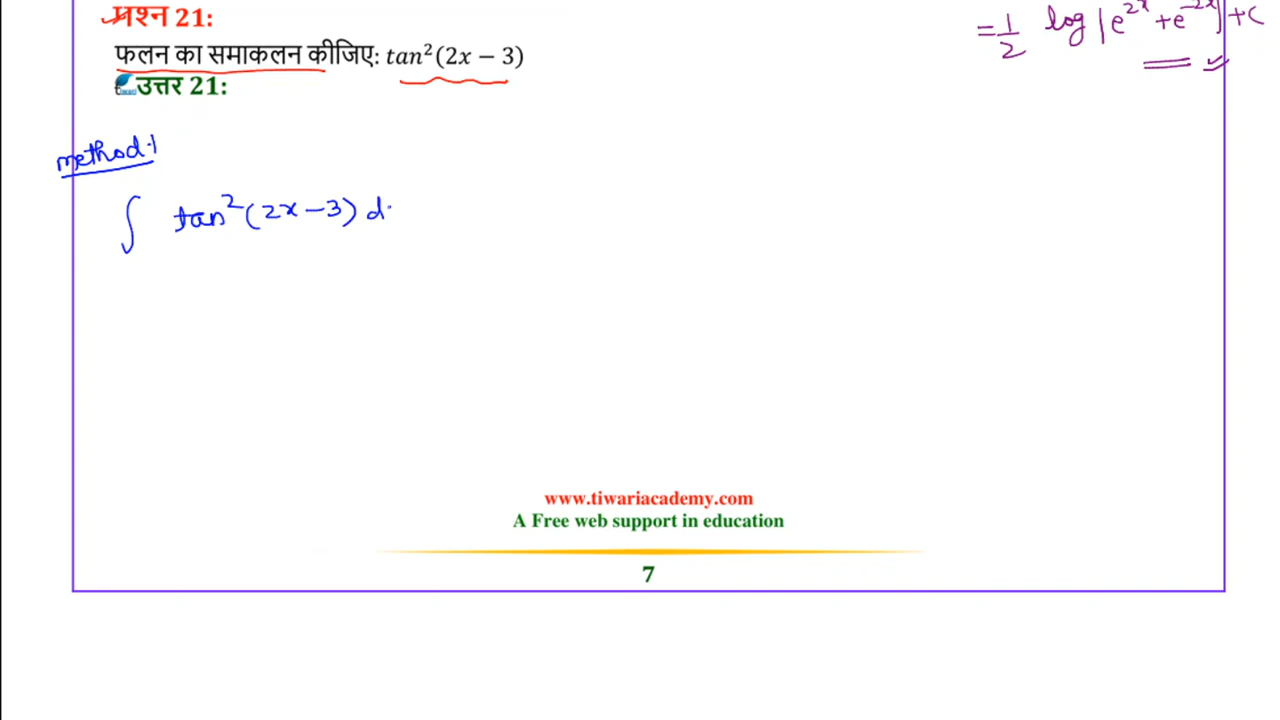 प्रश्न 21:
= 1/2 log |e^2x + e^-2x| + C
फलन का समाकलन कीजिए: tan²(2x − 3)
उत्तर 21:
method-1
∫ tan²(2x − 3) d
www.tiwariacademy.com
A Free web support in education
7